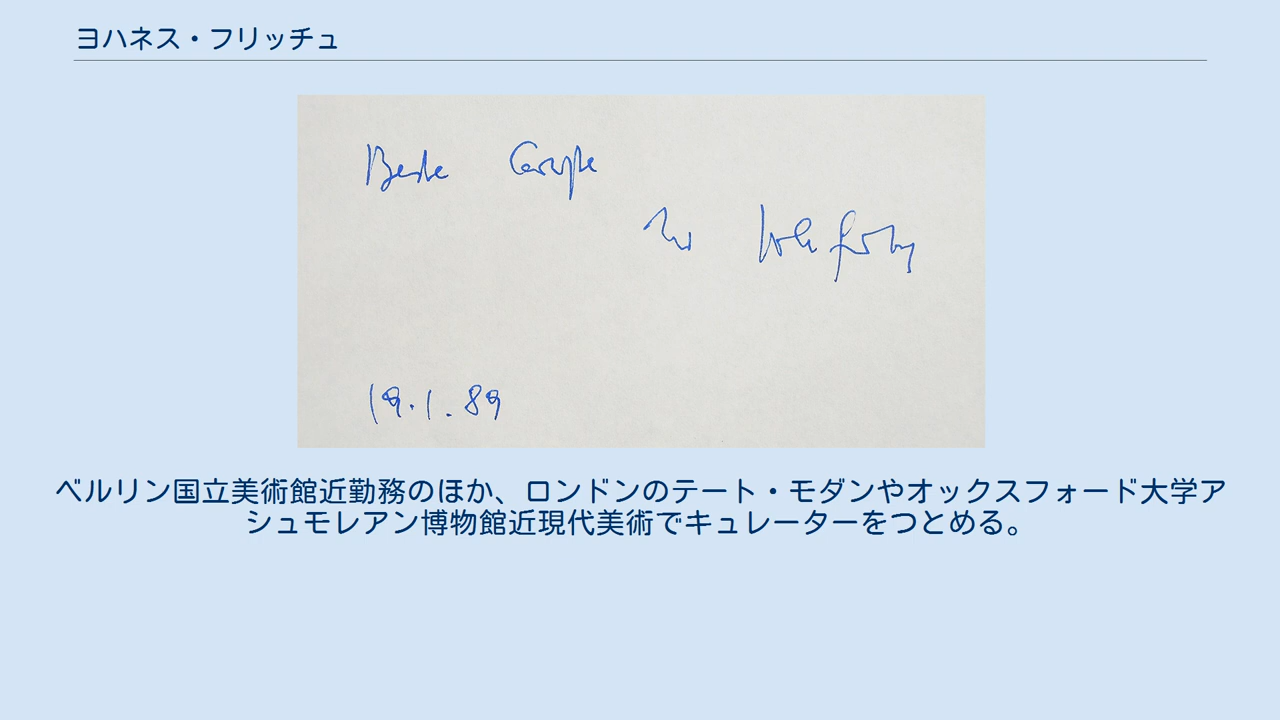 ヨハネス・フリッチュ
Beste Grüße
19.1.89
ベルリン国立美術館近勤務のほか、ロンドンのテート・モダンやオックスフォード大学ア
シュモレアン博物館近現代美術でキュレーターをつとめる。